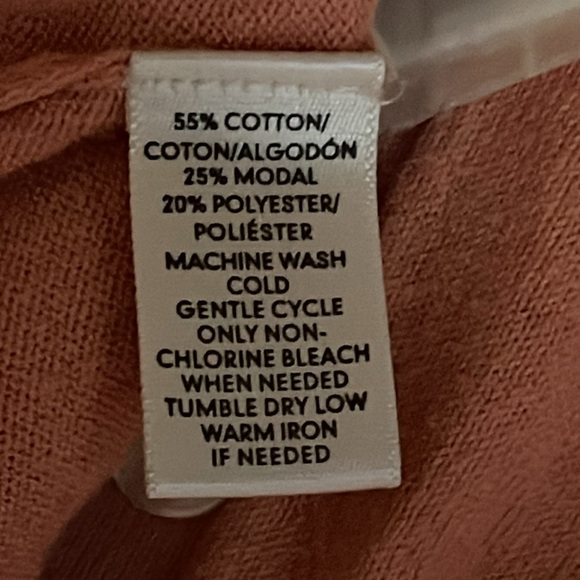 55% COTTON/
COTON/ALGODÓN
25% MODAL
20% POLYESTER/
POLIÉSTER
MACHINE WASH
COLD
GENTLE CYCLE
ONLY NON-
CHLORINE BLEACH
WHEN NEEDED
TUMBLE DRY LOW
WARM IRON
IF NEEDED